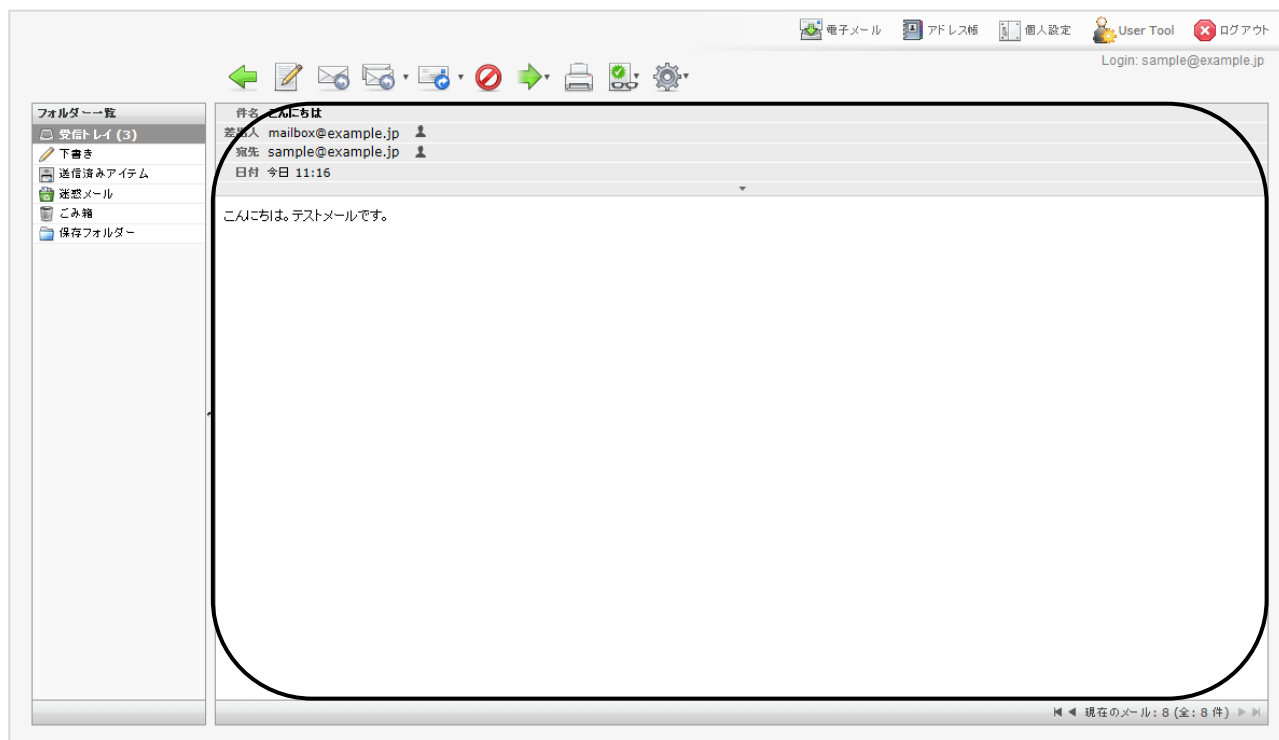 電子メール アドレス帳 個人設定 User Tool ログアウト
Login: sample@example.jp
フォルダー一覧
受信トレイ (3)
下書き
送信済みアイテム
迷惑メール
ごみ箱
保存フォルダー
件名 こんにちは
差出人 mailbox@example.jp
宛先 sample@example.jp
日付 今日 11:16
こんにちは。テストメールです。
現在のメール: 8 (全: 8 件)